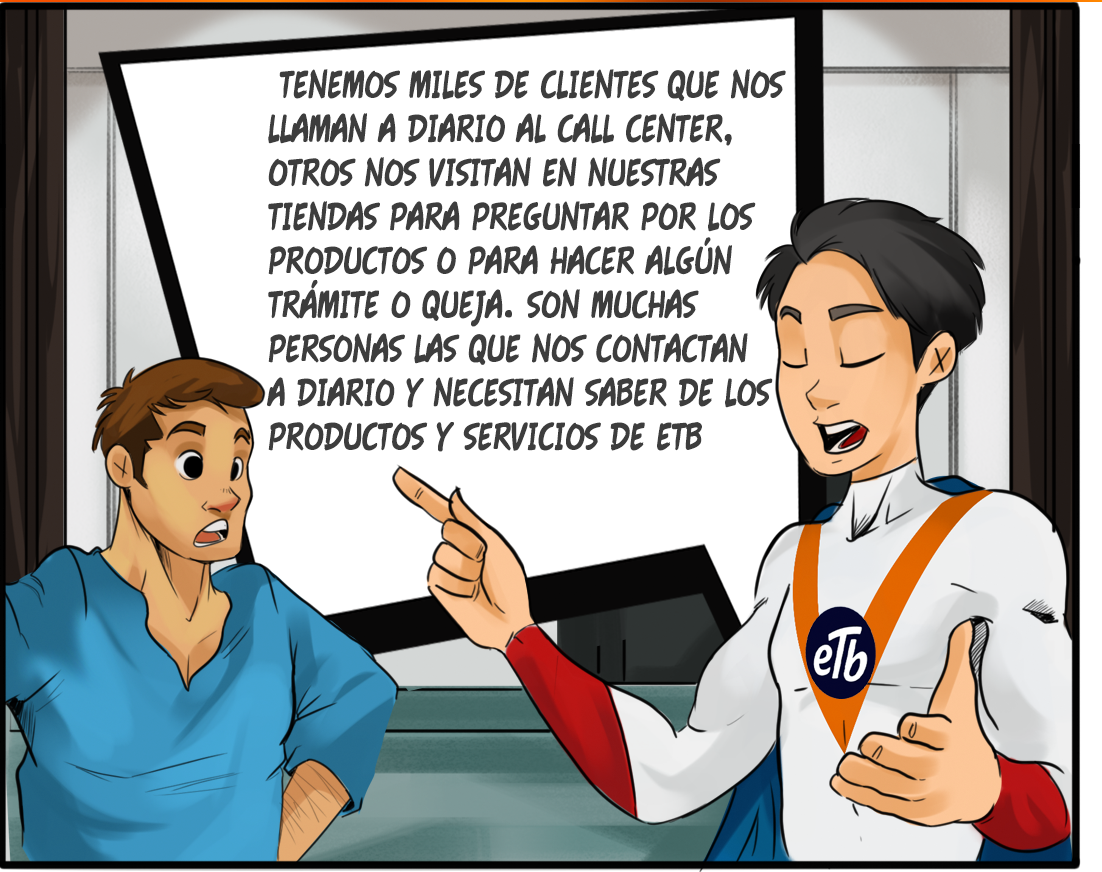 TENEMOS MILES DE CLIENTES QUE NOS
LLAMAN A DIARIO AL CALL CENTER,
OTROS NOS VISITAN EN NUESTRAS
TIENDAS PARA PREGUNTAR POR LOS
PRODUCTOS O PARA HACER ALGÚN
TRÁMITE O QUEJA. SON MUCHAS
PERSONAS LAS QUE NOS CONTACTAN
A DIARIO Y NECESITAN SABER DE LOS
PRODUCTOS Y SERVICIOS DE ETB
eTb